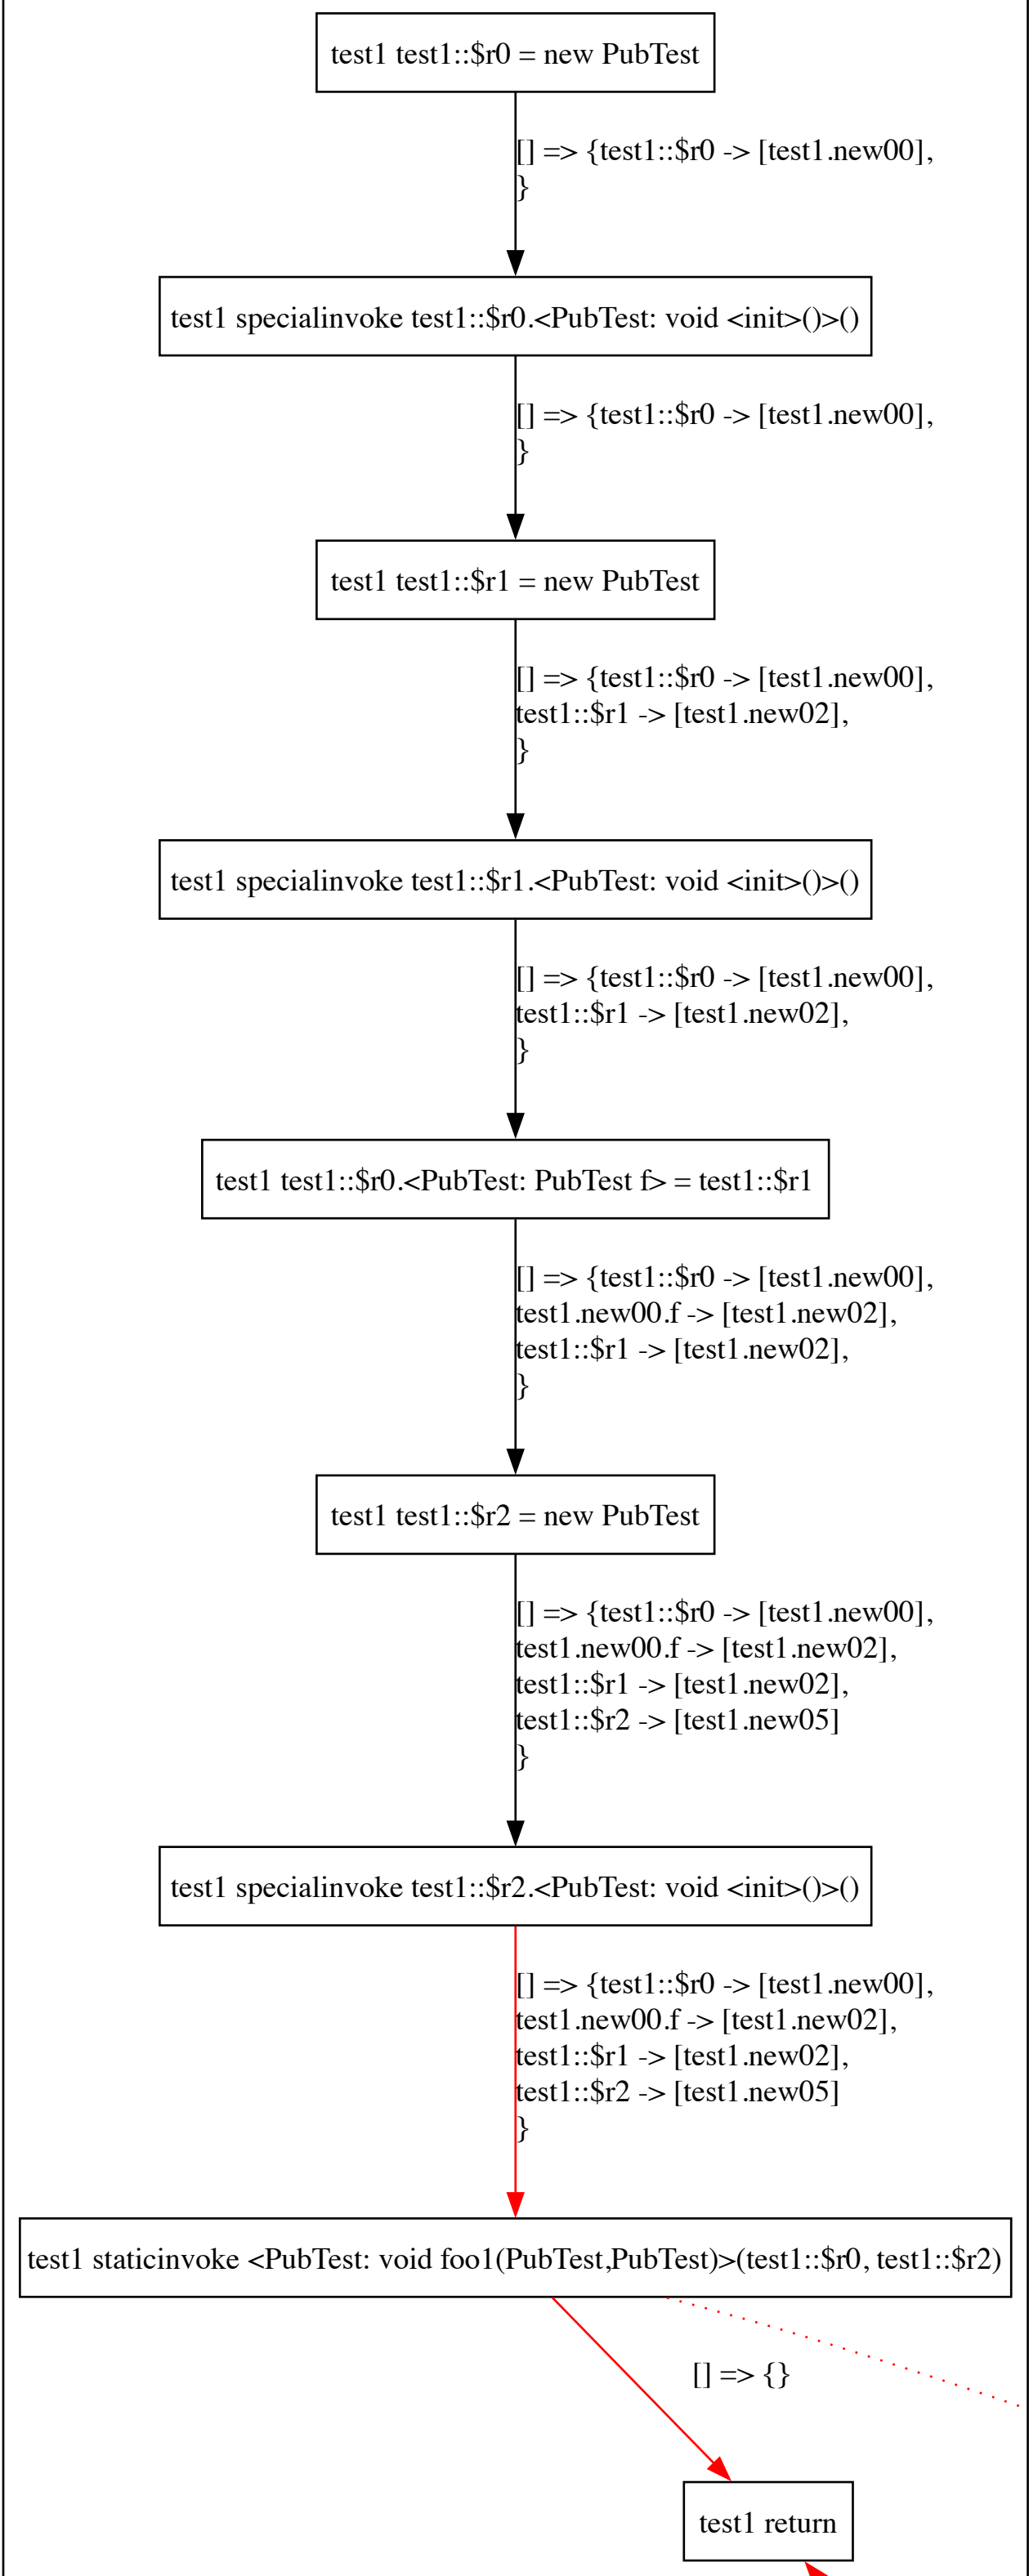 test1 test1::$r0 = new PubTest
[] => {test1::$r0 -> [test1.new00],
}
test1 specialinvoke test1::$r0.<PubTest: void <init>()>()
[] => {test1::$r0 -> [test1.new00],
}
test1 test1::$r1 = new PubTest
[] => {test1::$r0 -> [test1.new00],
test1::$r1 -> [test1.new02],
}
test1 specialinvoke test1::$r1.<PubTest: void <init>()>()
[] => {test1::$r0 -> [test1.new00],
test1::$r1 -> [test1.new02],
}
test1 test1::$r0.<PubTest: PubTest f> = test1::$r1
[] => {test1::$r0 -> [test1.new00],
test1.new00.f -> [test1.new02],
test1::$r1 -> [test1.new02],
}
test1 test1::$r2 = new PubTest
[] => {test1::$r0 -> [test1.new00],
test1.new00.f -> [test1.new02],
test1::$r1 -> [test1.new02],
test1::$r2 -> [test1.new05]
}
test1 specialinvoke test1::$r2.<PubTest: void <init>()>()
[] => {test1::$r0 -> [test1.new00],
test1.new00.f -> [test1.new02],
test1::$r1 -> [test1.new02],
test1::$r2 -> [test1.new05]
}
test1 staticinvoke <PubTest: void foo1(PubTest,PubTest)>(test1::$r0, test1::$r2)
[] => {}
test1 return